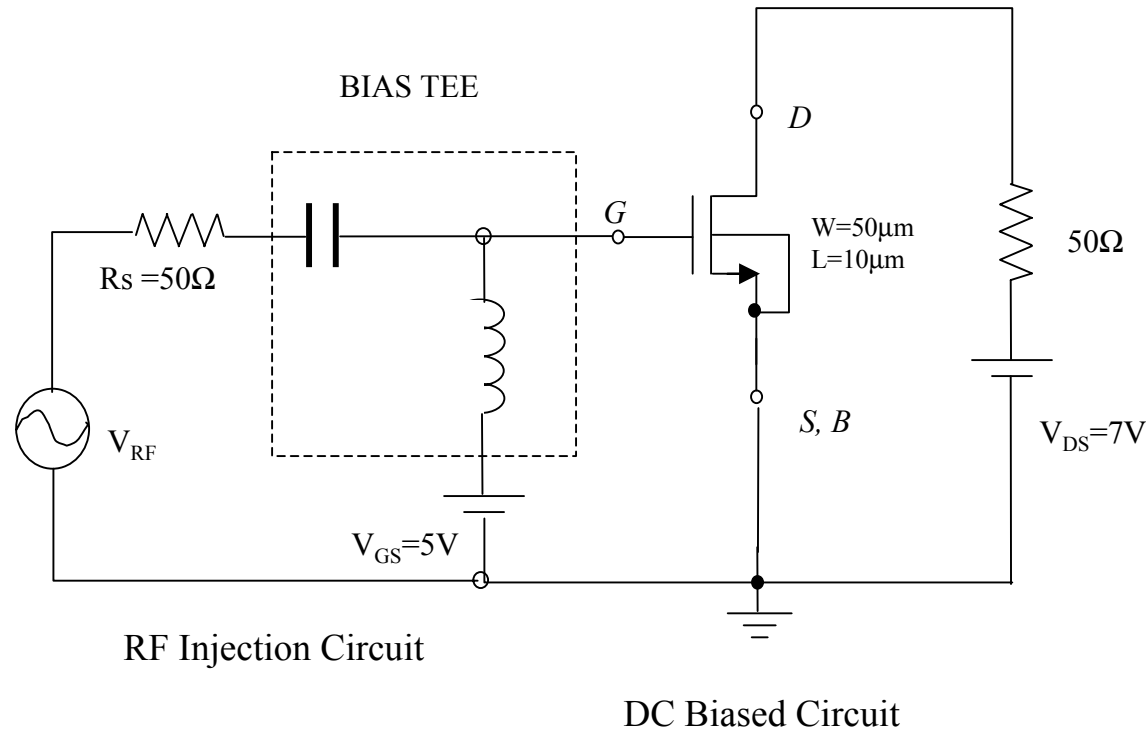 BIAS TEE
D
G
W=50μm
L=10μm
50Ω
Rs =50Ω
S, B
V_RF
V_DS=7V
V_GS=5V
RF Injection Circuit
DC Biased Circuit